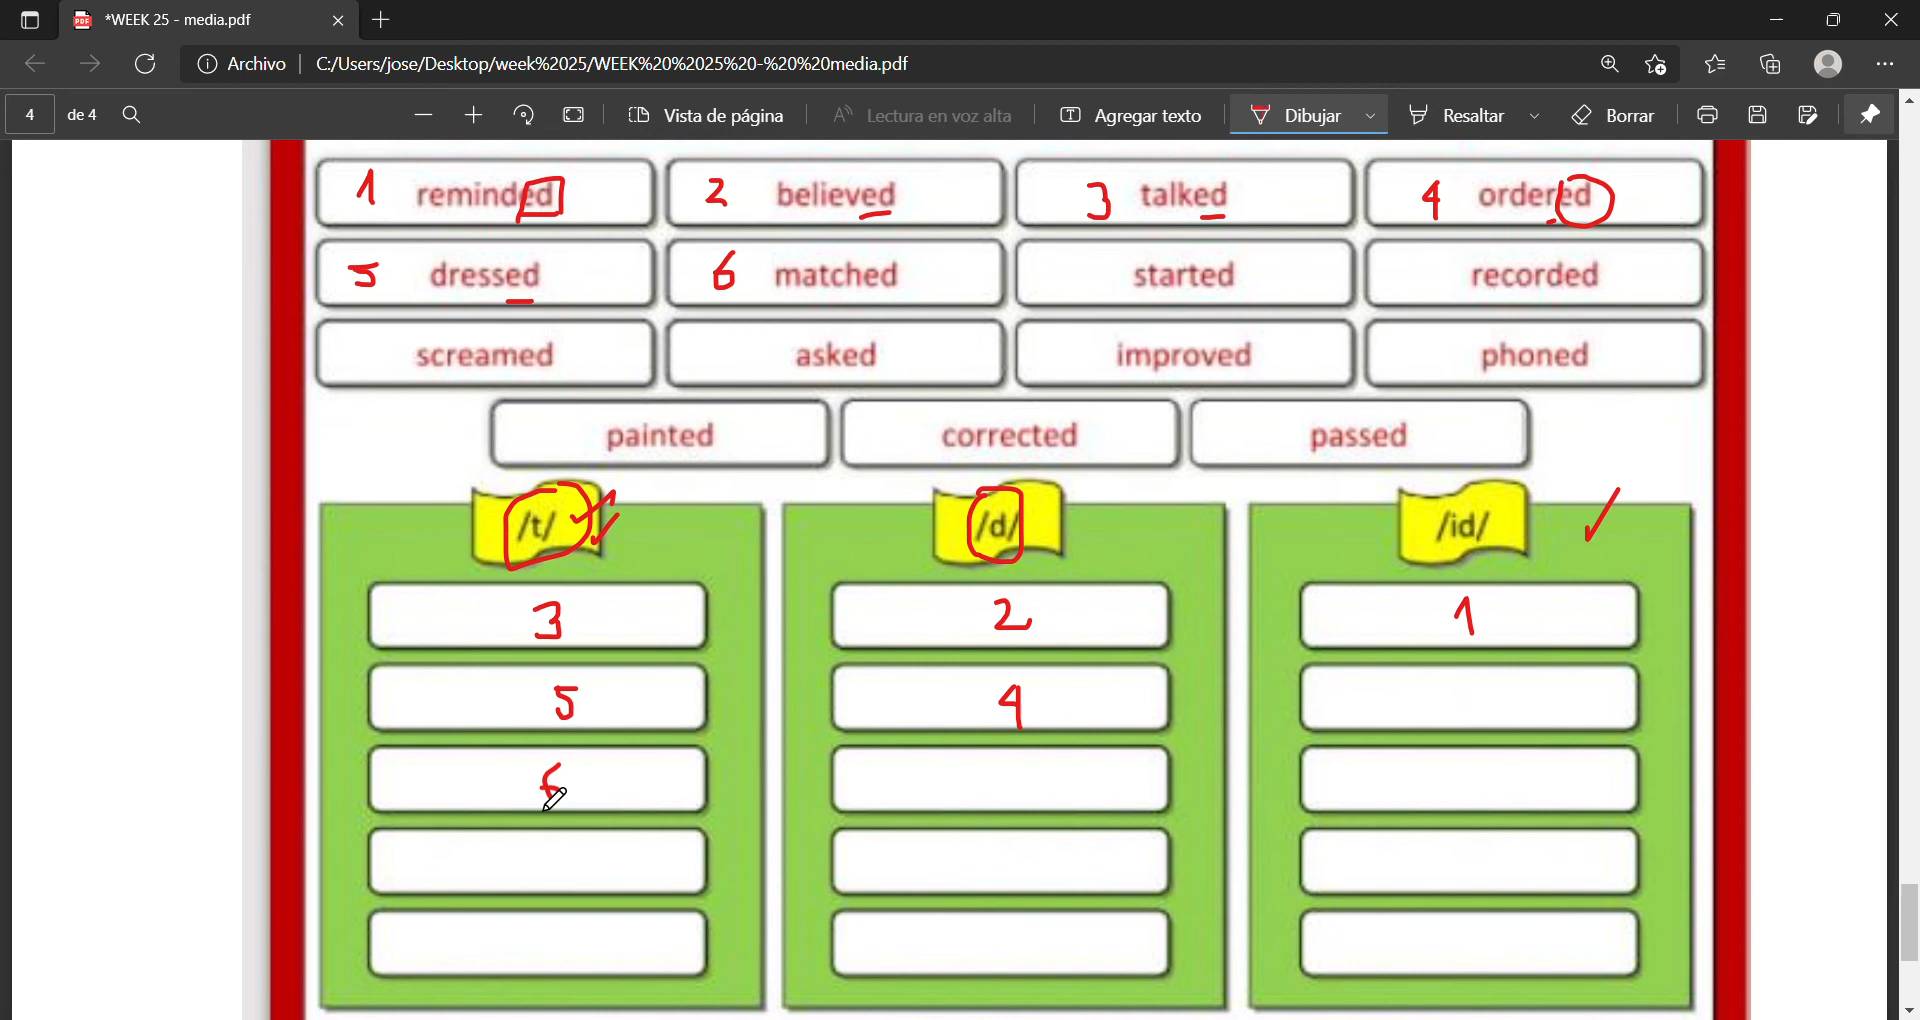 *WEEK 25 - media.pdf
Archivo C:/Users/jose/Desktop/week%2025/WEEK%20%2025%20-%20%20media.pdf
4 de 4 Vista de página Lectura en voz alta Agregar texto Dibujar Resaltar Borrar
1 reminded 2 believed 3 talked 4 ordered
5 dressed 6 matched started recorded
screamed asked improved phoned
painted corrected passed
/t/ /d/ /id/
3 2 1
5 4
6